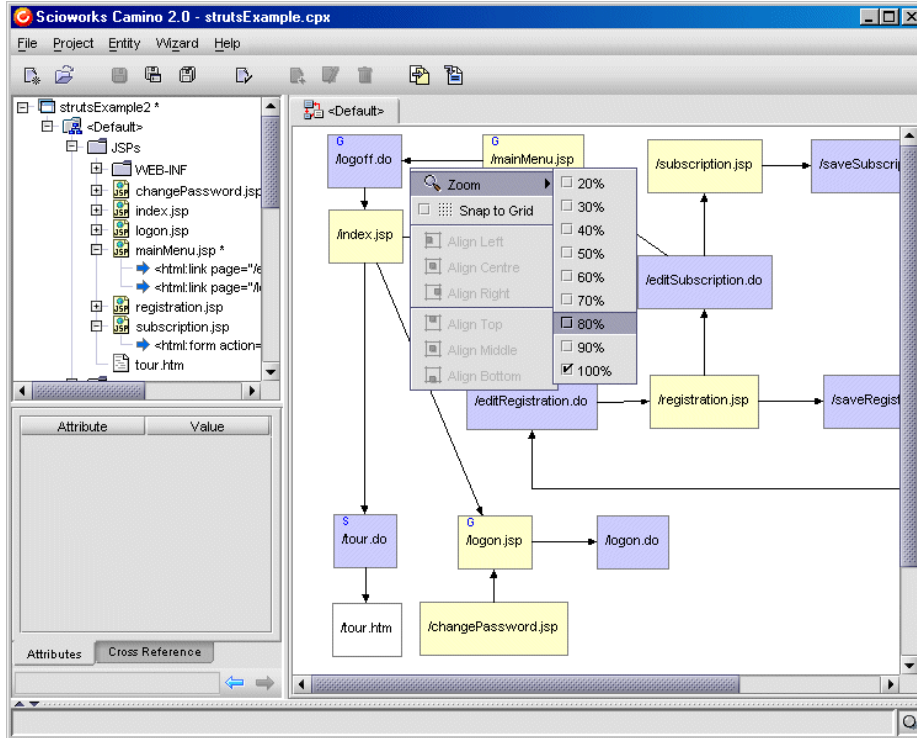 Scioworks Camino 2.0 - strutsExample.cpx
File Project Entity Wizard Help
strutsExample2 *
<Default>
JSPs
WEB-INF
changePassword.jsp
index.jsp
logon.jsp
mainMenu.jsp *
<html:link page="/e
<html:link page="/l
registration.jsp
subscription.jsp
<html:form action=
tour.htm
Attribute Value
Attributes Cross Reference
<Default>
G
/logoff.do
G
/mainMenu.jsp
/subscription.jsp
/saveSubscri
/index.jsp
/editSubscription.do
Zoom
Snap to Grid
Align Left
Align Centre
Align Right
Align Top
Align Middle
Align Bottom
20%
30%
40%
50%
60%
70%
80%
90%
100%
/editRegistration.do
/registration.jsp
/saveRegist
S
/tour.do
G
/logon.jsp
/logon.do
/tour.htm
/changePassword.jsp